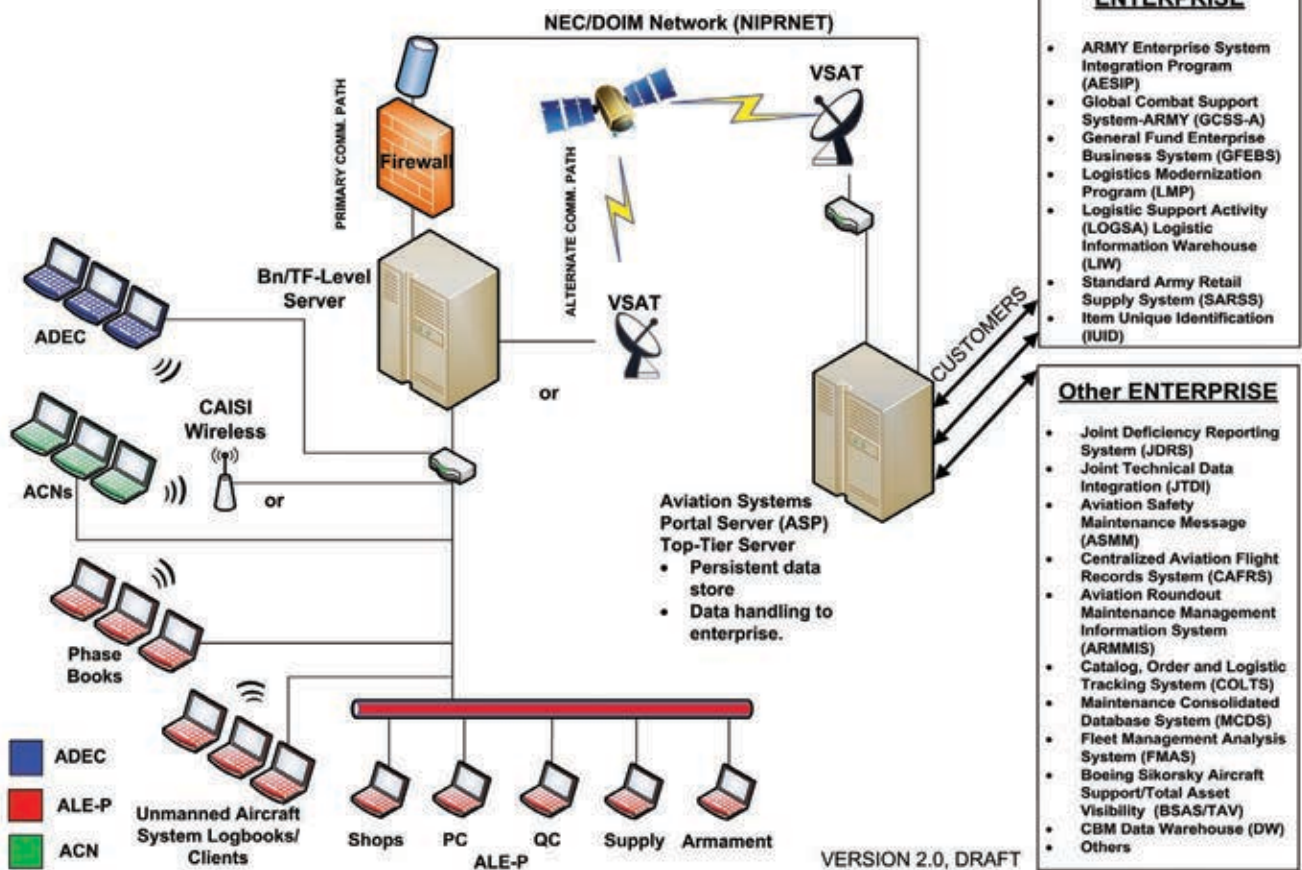 NEC/DOIM Network (NIPRNET)
PRIMARY COMM. PATH
Firewall
ALTERNATE COMM. PATH
VSAT
Bn/TF-Level
Server
VSAT
or
ADEC
ACNs
CAISI
Wireless
or
Phase
Books
Unmanned Aircraft
System Logbooks/
Clients
ADEC
ALE-P
ACN
Shops
PC
QC
Supply
Armament
ALE-P
Aviation Systems
Portal Server (ASP)
Top-Tier Server
• Persistent data
store
• Data handling to
enterprise.
CUSTOMERS
VERSION 2.0, DRAFT
ENTERPRISE
• ARMY Enterprise System
Integration Program
(AESIP)
• Global Combat Support
System-ARMY (GCSS-A)
• General Fund Enterprise
Business System (GFEBS)
• Logistics Modernization
Program (LMP)
• Logistic Support Activity
(LOGSA) Logistic
Information Warehouse
(LIW)
• Standard Army Retail
Supply System (SARSS)
• Item Unique Identification
(IUID)
Other ENTERPRISE
• Joint Deficiency Reporting
System (JDRS)
• Joint Technical Data
Integration (JTDI)
• Aviation Safety
Maintenance Message
(ASMM)
• Centralized Aviation Flight
Records System (CAFRS)
• Aviation Roundout
Maintenance Management
Information System
(ARMMIS)
• Catalog, Order and Logistic
Tracking System (COLTS)
• Maintenance Consolidated
Database System (MCDS)
• Fleet Management Analysis
System (FMAS)
• Boeing Sikorsky Aircraft
Support/Total Asset
Visibility (BSAS/TAV)
• CBM Data Warehouse (DW)
• Others